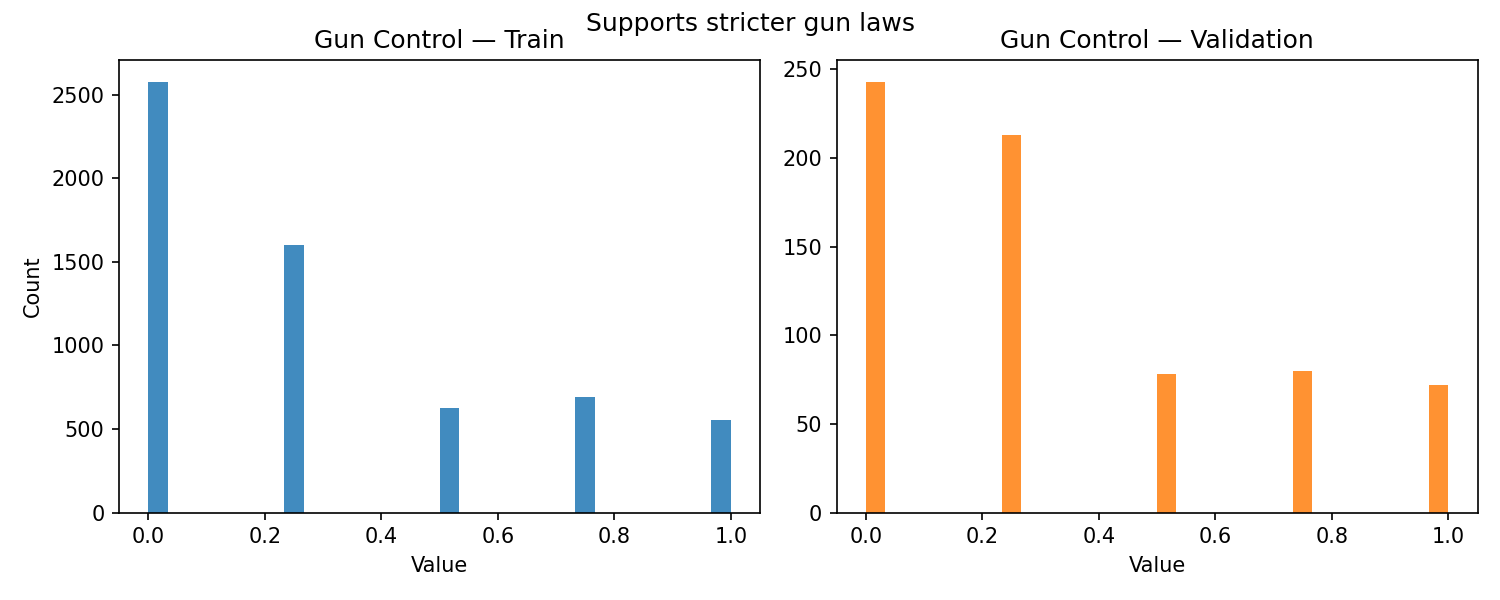 Supports stricter gun laws
Gun Control — Train
Gun Control — Validation
Count
2500
2000
1500
1000
500
0
0.0 0.2 0.4 0.6 0.8 1.0
Value
250
200
150
100
50
0
0.0 0.2 0.4 0.6 0.8 1.0
Value